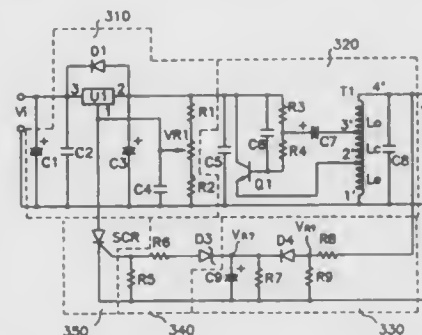 310
320
D1
T1 4'
Vi 3 U1 2
1
R1 R3
C7
3' Lo
VR1 C6
C1 C2 C3 C5 R4 2' Lc C8
C4 R2 Q1 1' Le
SCR R6 D3 D4 R8
R5 C9 R7 R9
350 340 330